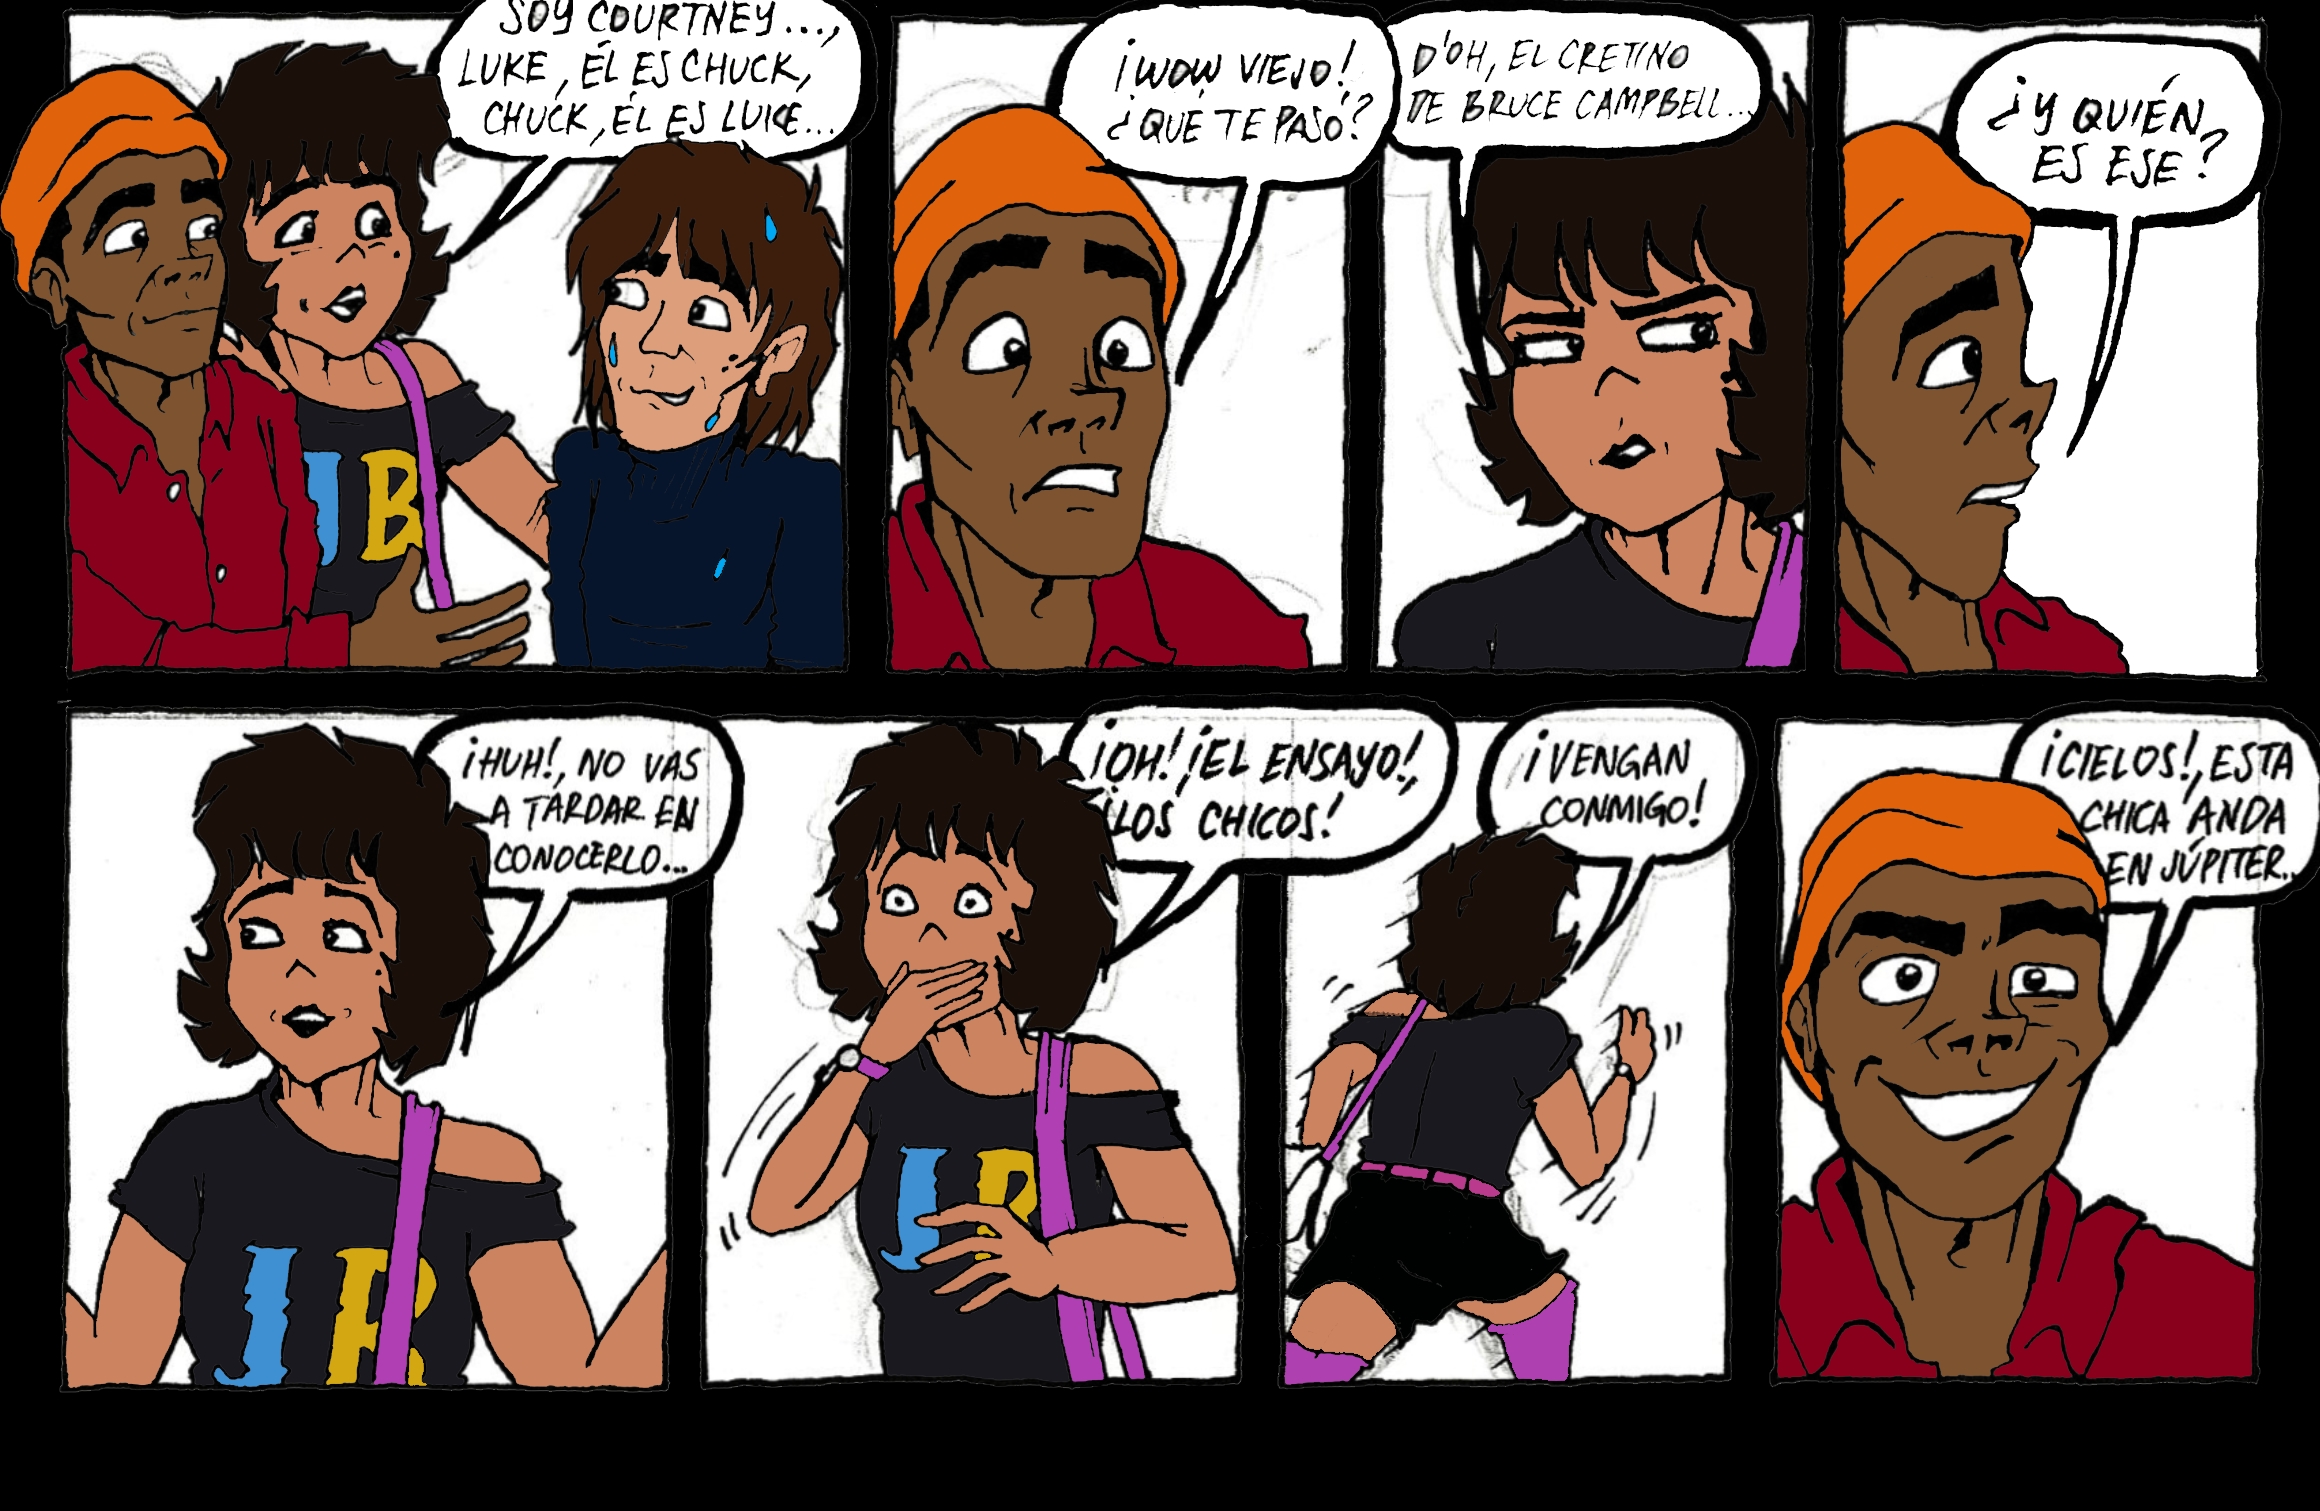 SOY COURTNEY...,
LUKE, ÉL ES CHUCK,
CHUCK, ÉL ES LUKE...
¡WOW VIEJO!
¿QUÉ TE PASÓ?
D'OH, EL CRETINO
DE BRUCE CAMPBELL...
¿Y QUIÉN
ES ESE?
JB
¡HUH!, NO VAS
A TARDAR EN
CONOCERLO...
¡OH! ¡EL ENSAYO!,
¡LOS CHICOS!
¡VENGAN
CONMIGO!
¡CIELOS!, ESTA
CHICA ANDA
EN JÚPITER..
JB
JB